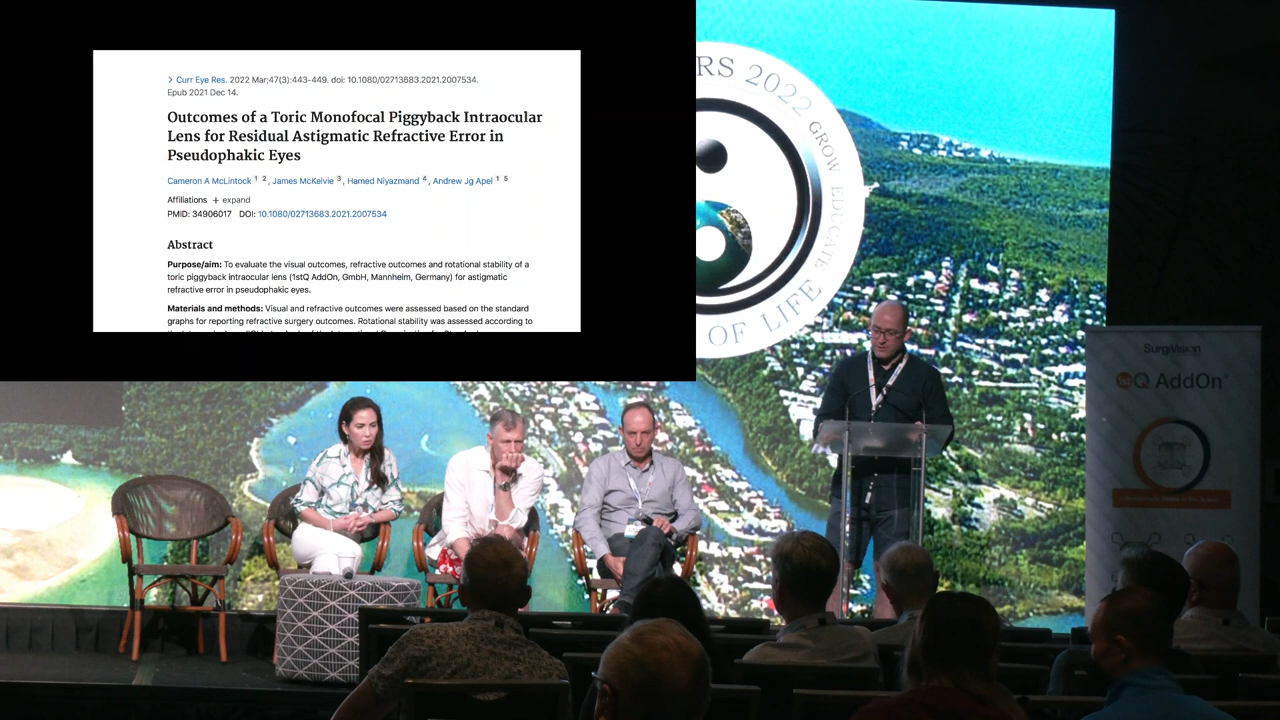 > Curr Eye Res. 2022 Mar;47(3):443-449. doi: 10.1080/02713683.2021.2007534.
Epub 2021 Dec 14.
Outcomes of a Toric Monofocal Piggyback Intraocular
Lens for Residual Astigmatic Refractive Error in
Pseudophakic Eyes
Cameron A McLintock 1 2, James McKelvie 3, Hamed Niyazmand 4, Andrew Jg Apel 1 5
Affiliations + expand
PMID: 34906017 DOI: 10.1080/02713683.2021.2007534
Abstract
Purpose/aim: To evaluate the visual outcomes, refractive outcomes and rotational stability of a
toric piggyback intraocular lens (1stQ AddOn, GmbH, Mannheim, Germany) for astigmatic
refractive error in pseudophakic eyes.
Materials and methods: Visual and refractive outcomes were assessed based on the standard
graphs for reporting refractive surgery outcomes. Rotational stability was assessed according to
RS 2022
GROW EDUCATE
OF LIFE
SurgiVision
1stQ AddOn®